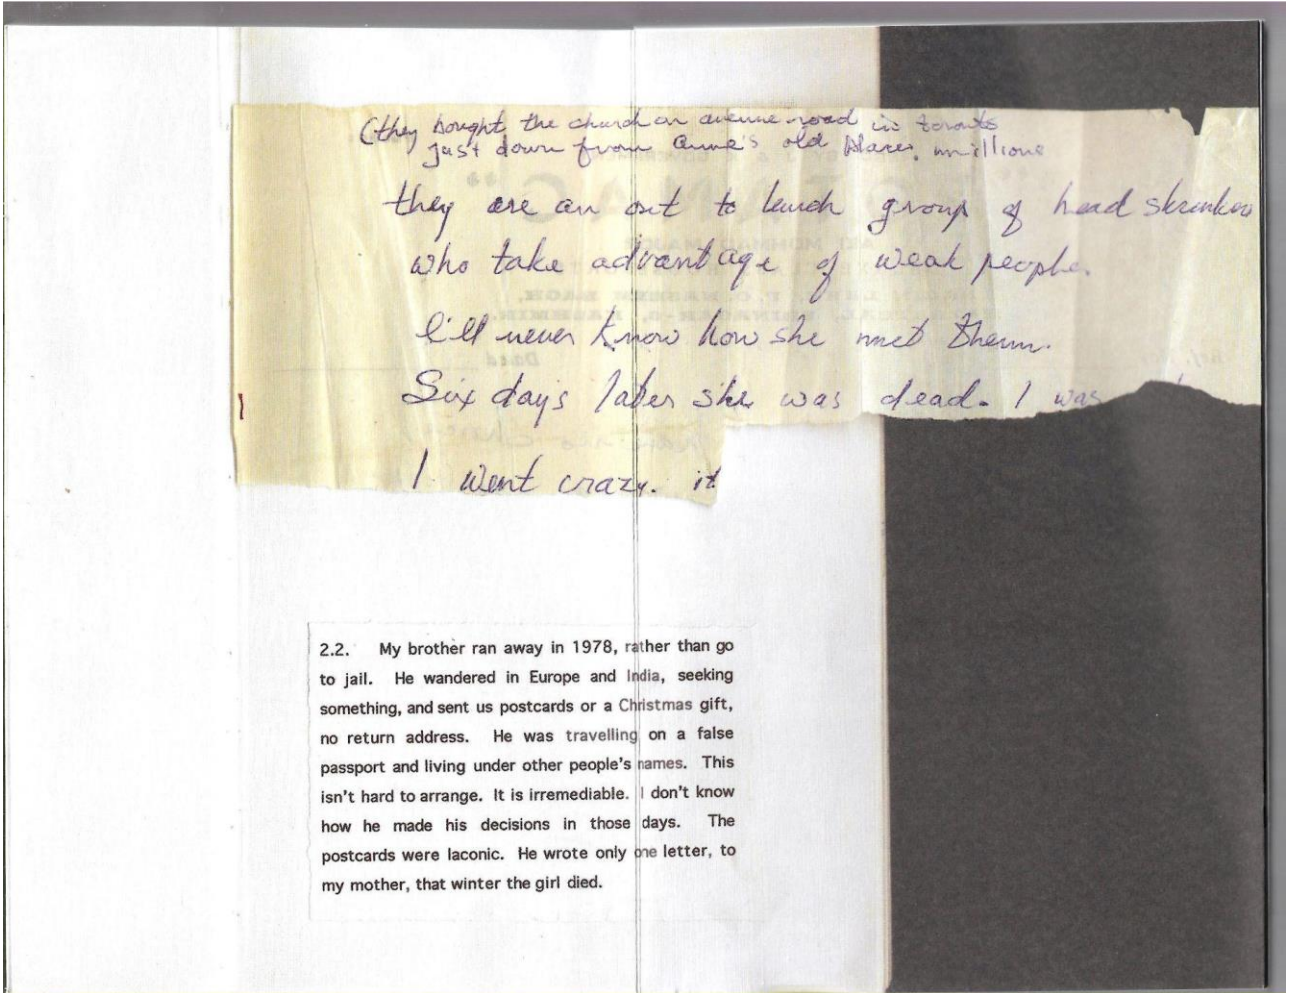 (they bought the church on avenue road in toronto
just down from anne's old place, millions
they are an out to lunch group of head shrinkers
who take advantage of weak people.
I'll never know how she met them.
Six days later she was dead. I was
I went crazy. it
2.2. My brother ran away in 1978, rather than go
to jail. He wandered in Europe and India, seeking
something, and sent us postcards or a Christmas gift,
no return address. He was travelling on a false
passport and living under other people's names. This
isn't hard to arrange. It is irremediable. I don't know
how he made his decisions in those days. The
postcards were laconic. He wrote only one letter, to
my mother, that winter the girl died.